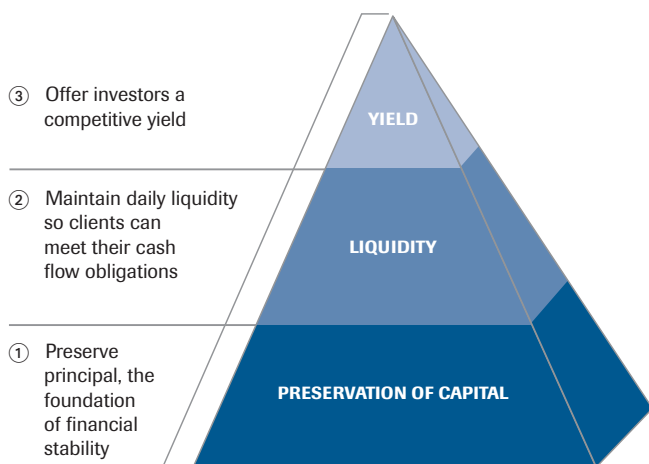 ③ Offer investors a
competitive yield
YIELD
② Maintain daily liquidity
so clients can
meet their cash
flow obligations
LIQUIDITY
① Preserve
principal, the
foundation
of financial
stability
PRESERVATION OF CAPITAL